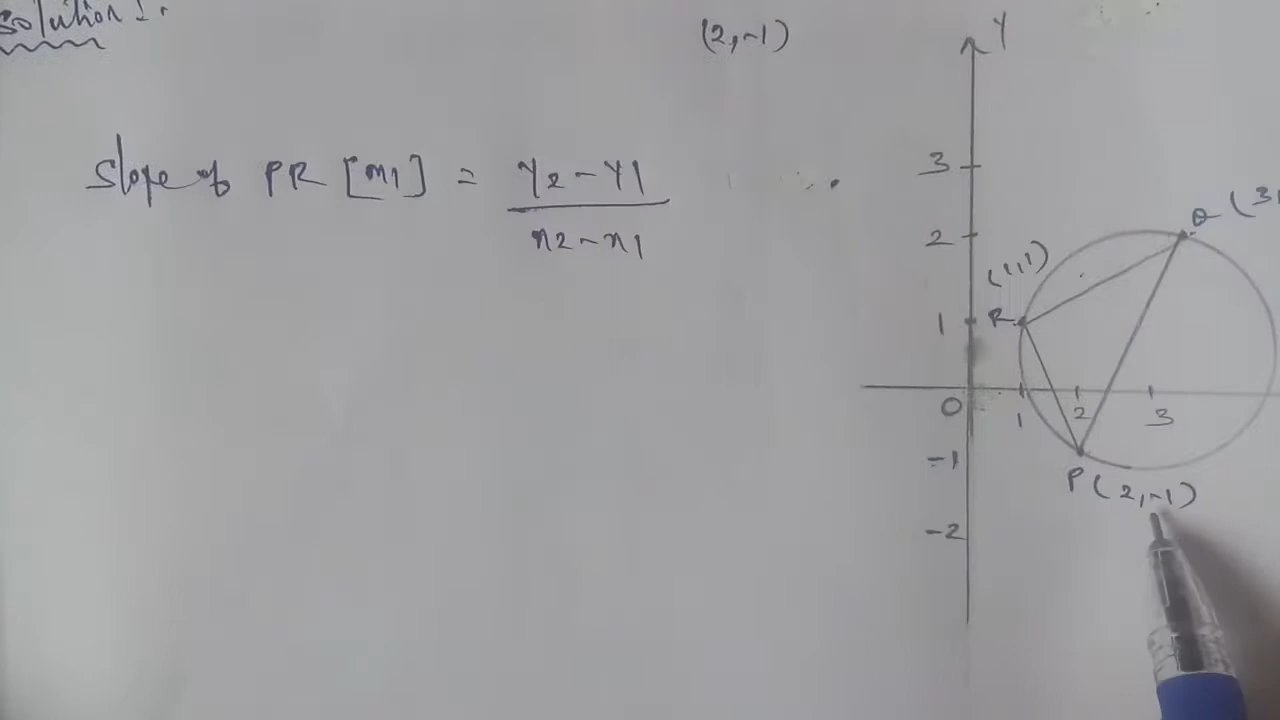 Solution :.
(2,-1)
Slope of PR [m1] = y2 - y1
x2 - x1
Y
3
2
Q (3,
(1,1)
1
R
0
1
2
3
-1
P (2,-1)
-2